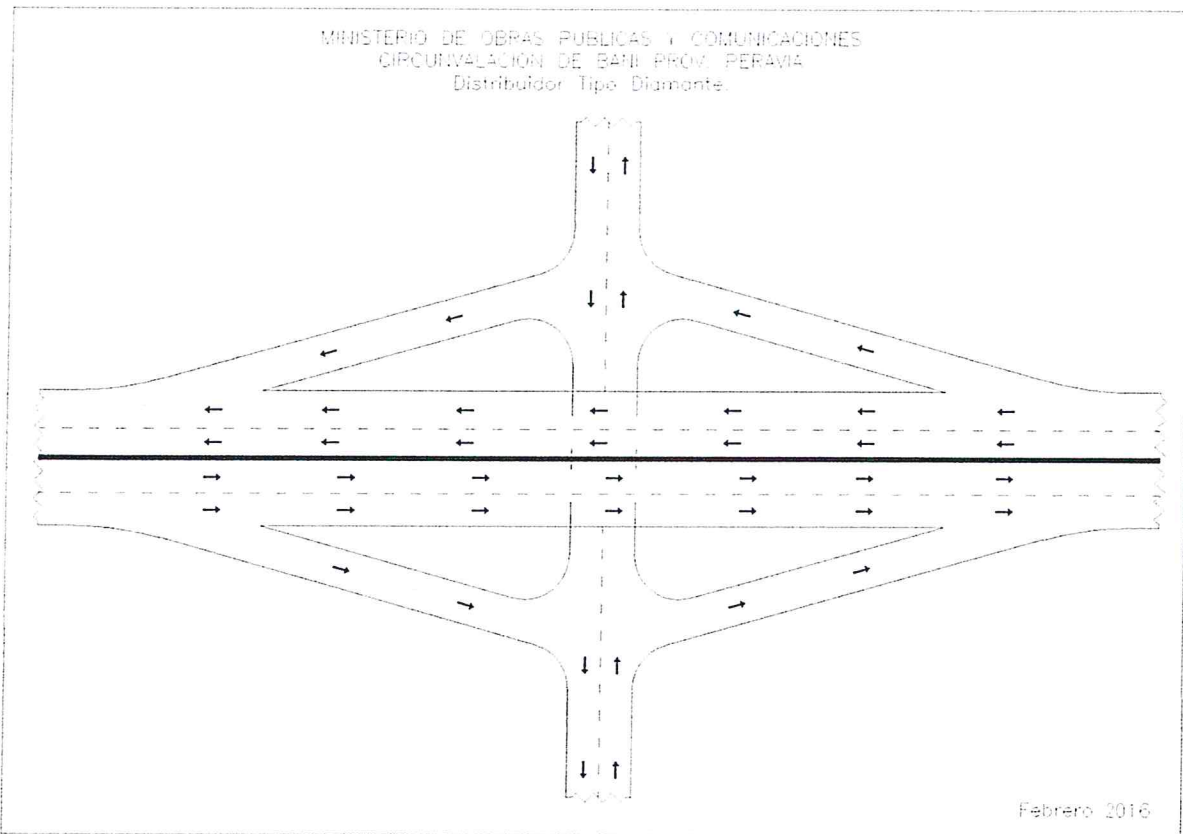 MINISTERIO DE OBRAS PUBLICAS Y COMUNICACIONES
CIRCUNVALACION DE BANI PROV. PERAVIA
Distribuidor Tipo Diamante.
Febrero 2016